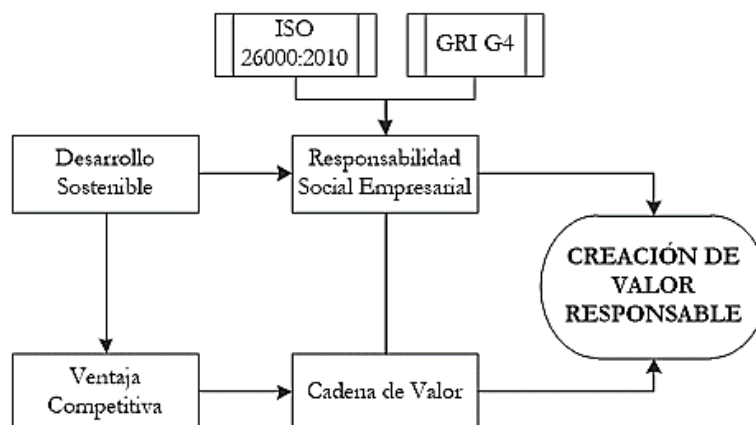 ISO
26000:2010
GRI G4
Desarrollo
Sostenible
Responsabilidad
Social Empresarial
CREACIÓN DE
VALOR
RESPONSABLE
Ventaja
Competitiva
Cadena de Valor